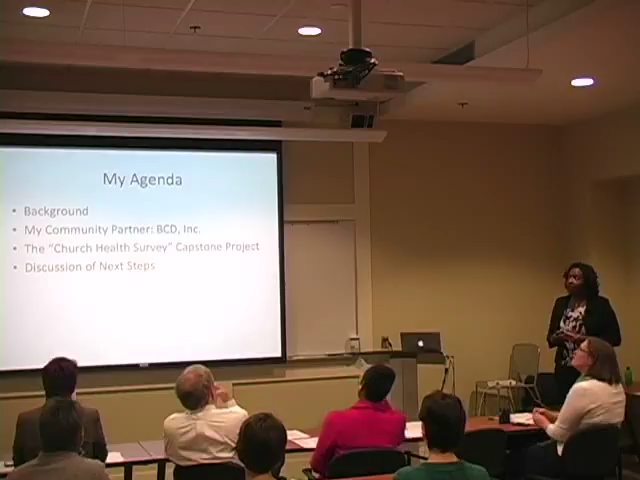 My Agenda
• Background
• My Community Partner: BCD, Inc.
• The "Church Health Survey" Capstone Project
• Discussion of Next Steps